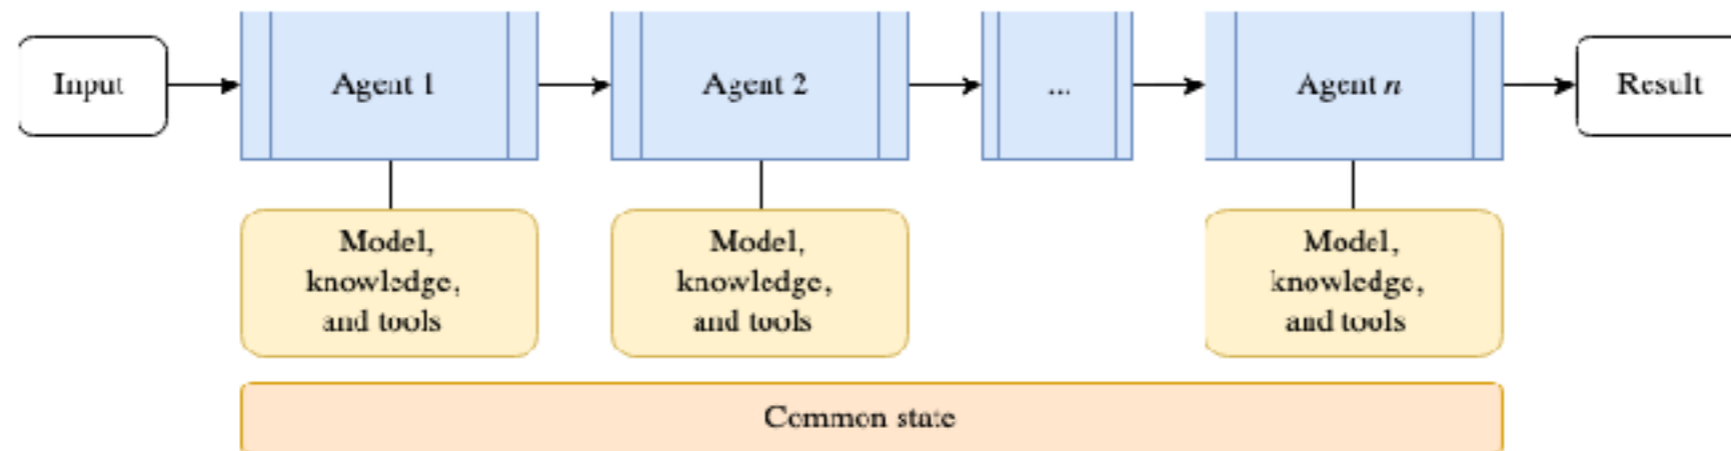 Input
Agent 1
Agent 2
...
Agent n
Result
Model,
knowledge,
and tools
Model,
knowledge,
and tools
Model,
knowledge,
and tools
Common state